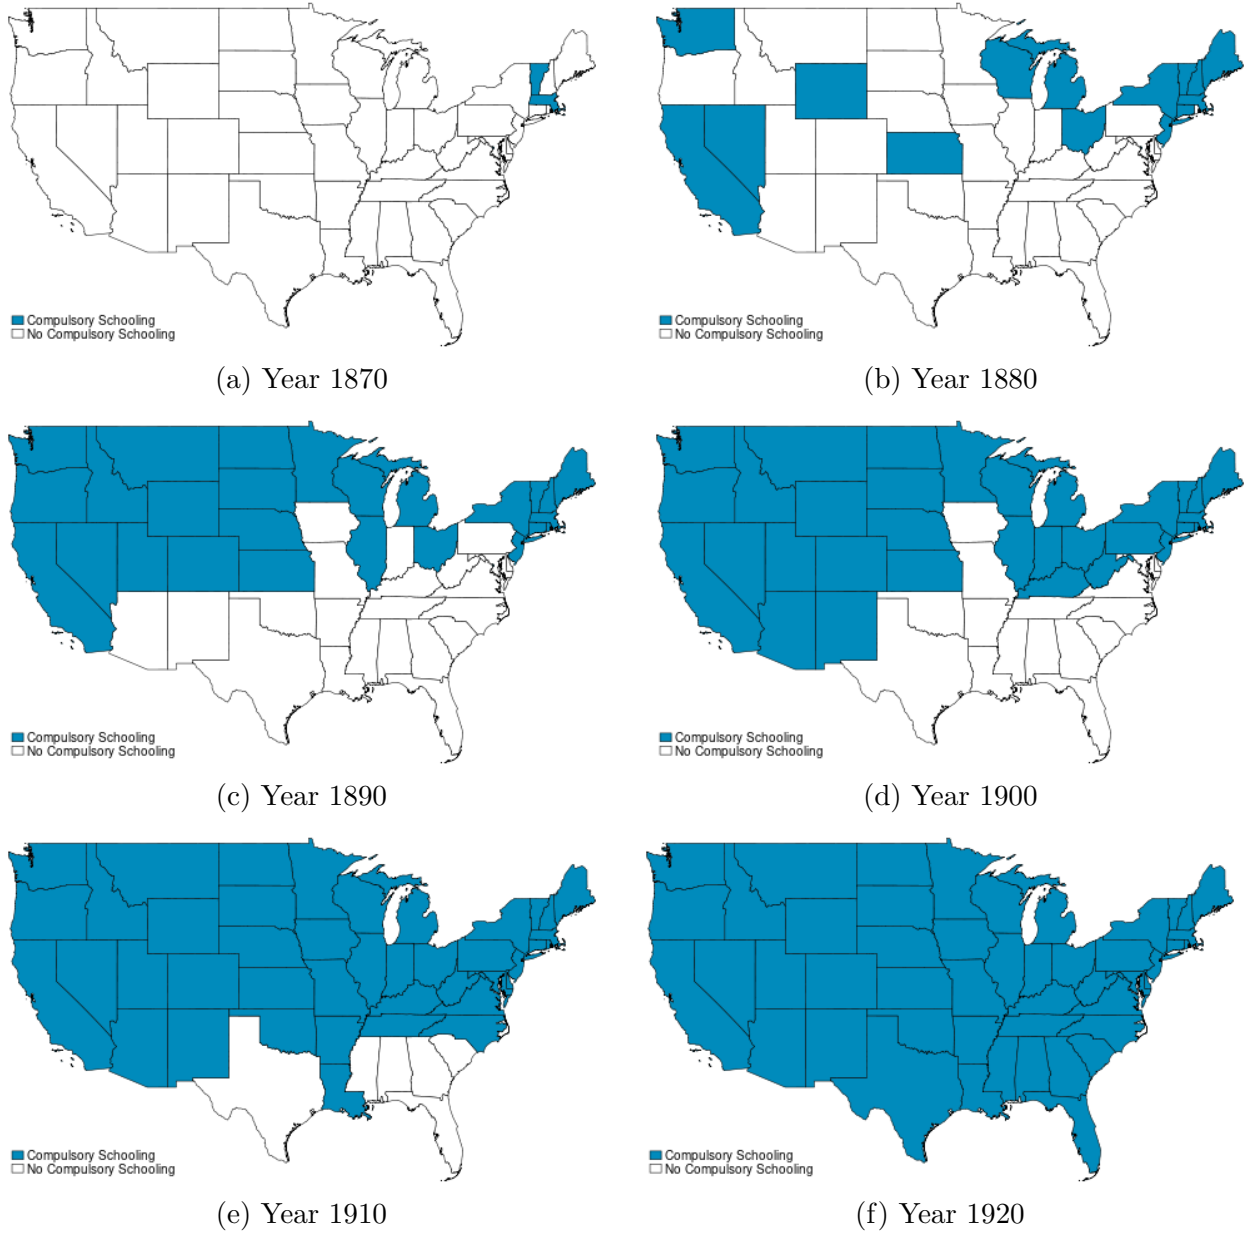 Compulsory Schooling
No Compulsory Schooling
(a) Year 1870
Compulsory Schooling
No Compulsory Schooling
(b) Year 1880
Compulsory Schooling
No Compulsory Schooling
(c) Year 1890
Compulsory Schooling
No Compulsory Schooling
(d) Year 1900
Compulsory Schooling
No Compulsory Schooling
(e) Year 1910
Compulsory Schooling
No Compulsory Schooling
(f) Year 1920